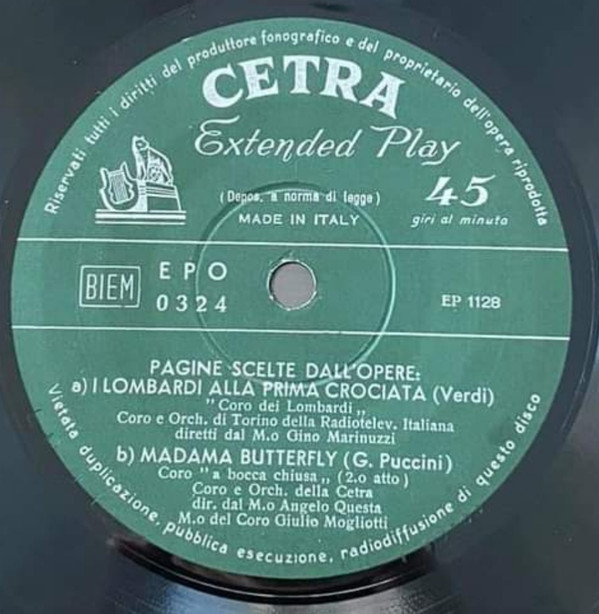 Riservati tutti i diritti del produttore fonografico e del proprietario dell'opera riprodotta
CETRA
Extended Play
(Depos. a norma di legge)
MADE IN ITALY
45
giri al minuto
BIEM
EPO
0324
EP 1128
PAGINE SCELTE DALL'OPERE:
a) I LOMBARDI ALLA PRIMA CROCIATA (Verdi)
"Coro dei Lombardi„
Coro e Orch. di Torino della Radiotelev. Italiana
diretti dal M.o Gino Marinuzzi
b) MADAMA BUTTERFLY (G. Puccini)
Coro "a bocca chiusa„ (2.o atto)
Coro e Orch. della Cetra
dir. dal M.o Angelo Questa
M.o del Coro Giulio Mogliotti
Vietata duplicazione, pubblica esecuzione, radiodiffusione di questo disco